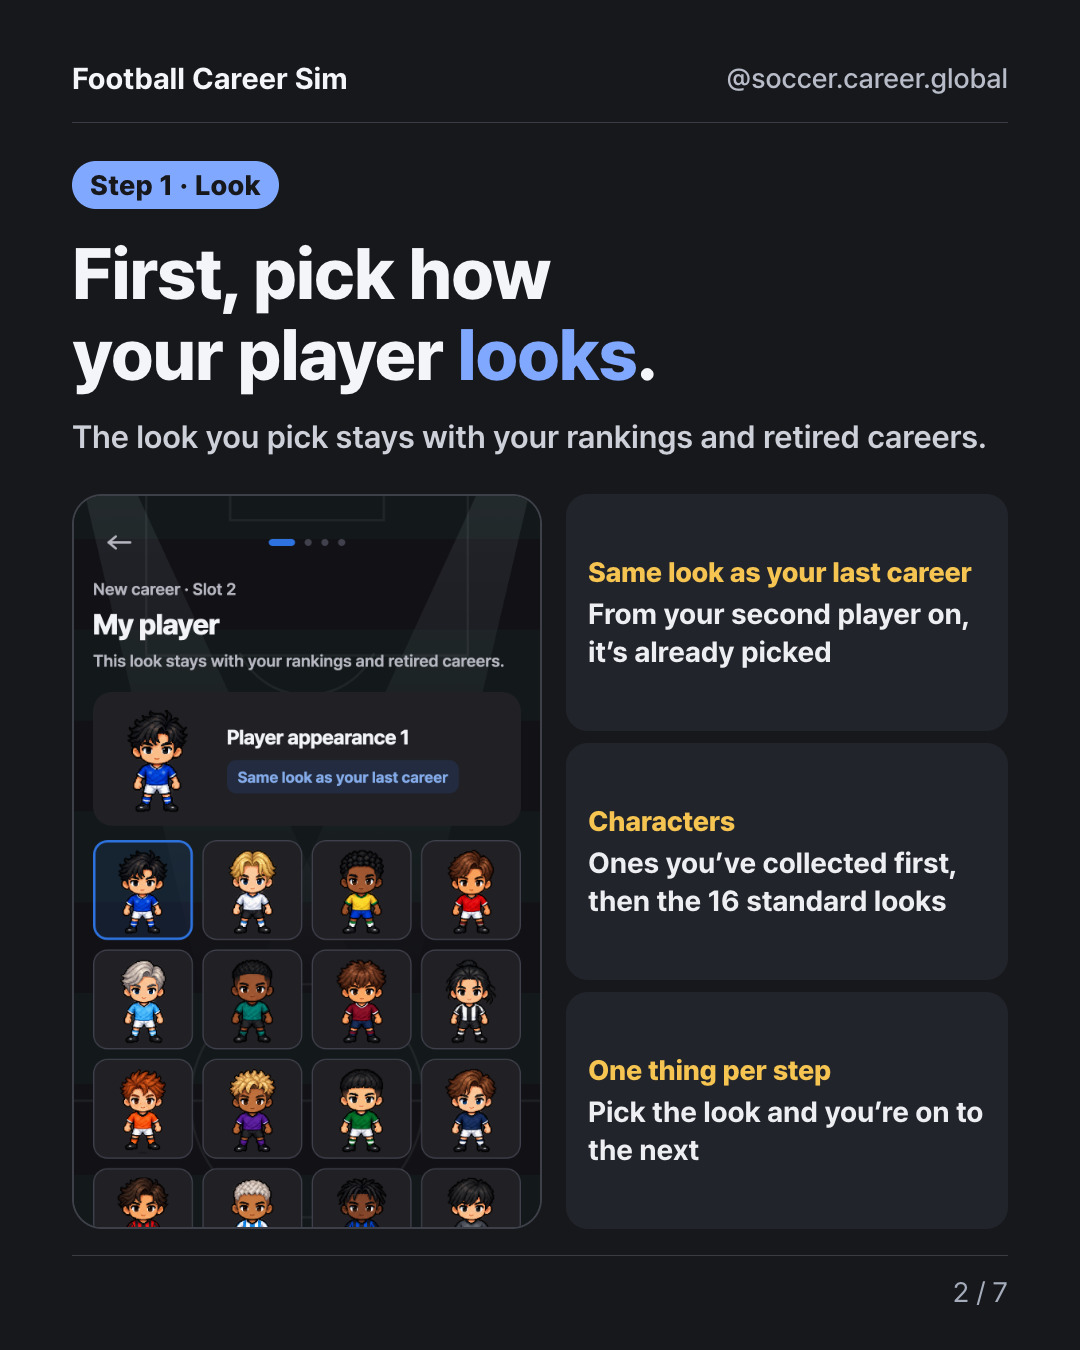 Football Career Sim
@soccer.career.global
Step 1 · Look
First, pick how
your player looks.
The look you pick stays with your rankings and retired careers.
New career · Slot 2
My player
This look stays with your rankings and retired careers.
Player appearance 1
Same look as your last career
Same look as your last career
From your second player on,
it’s already picked
Characters
Ones you’ve collected first,
then the 16 standard looks
One thing per step
Pick the look and you’re on to
the next
2 / 7